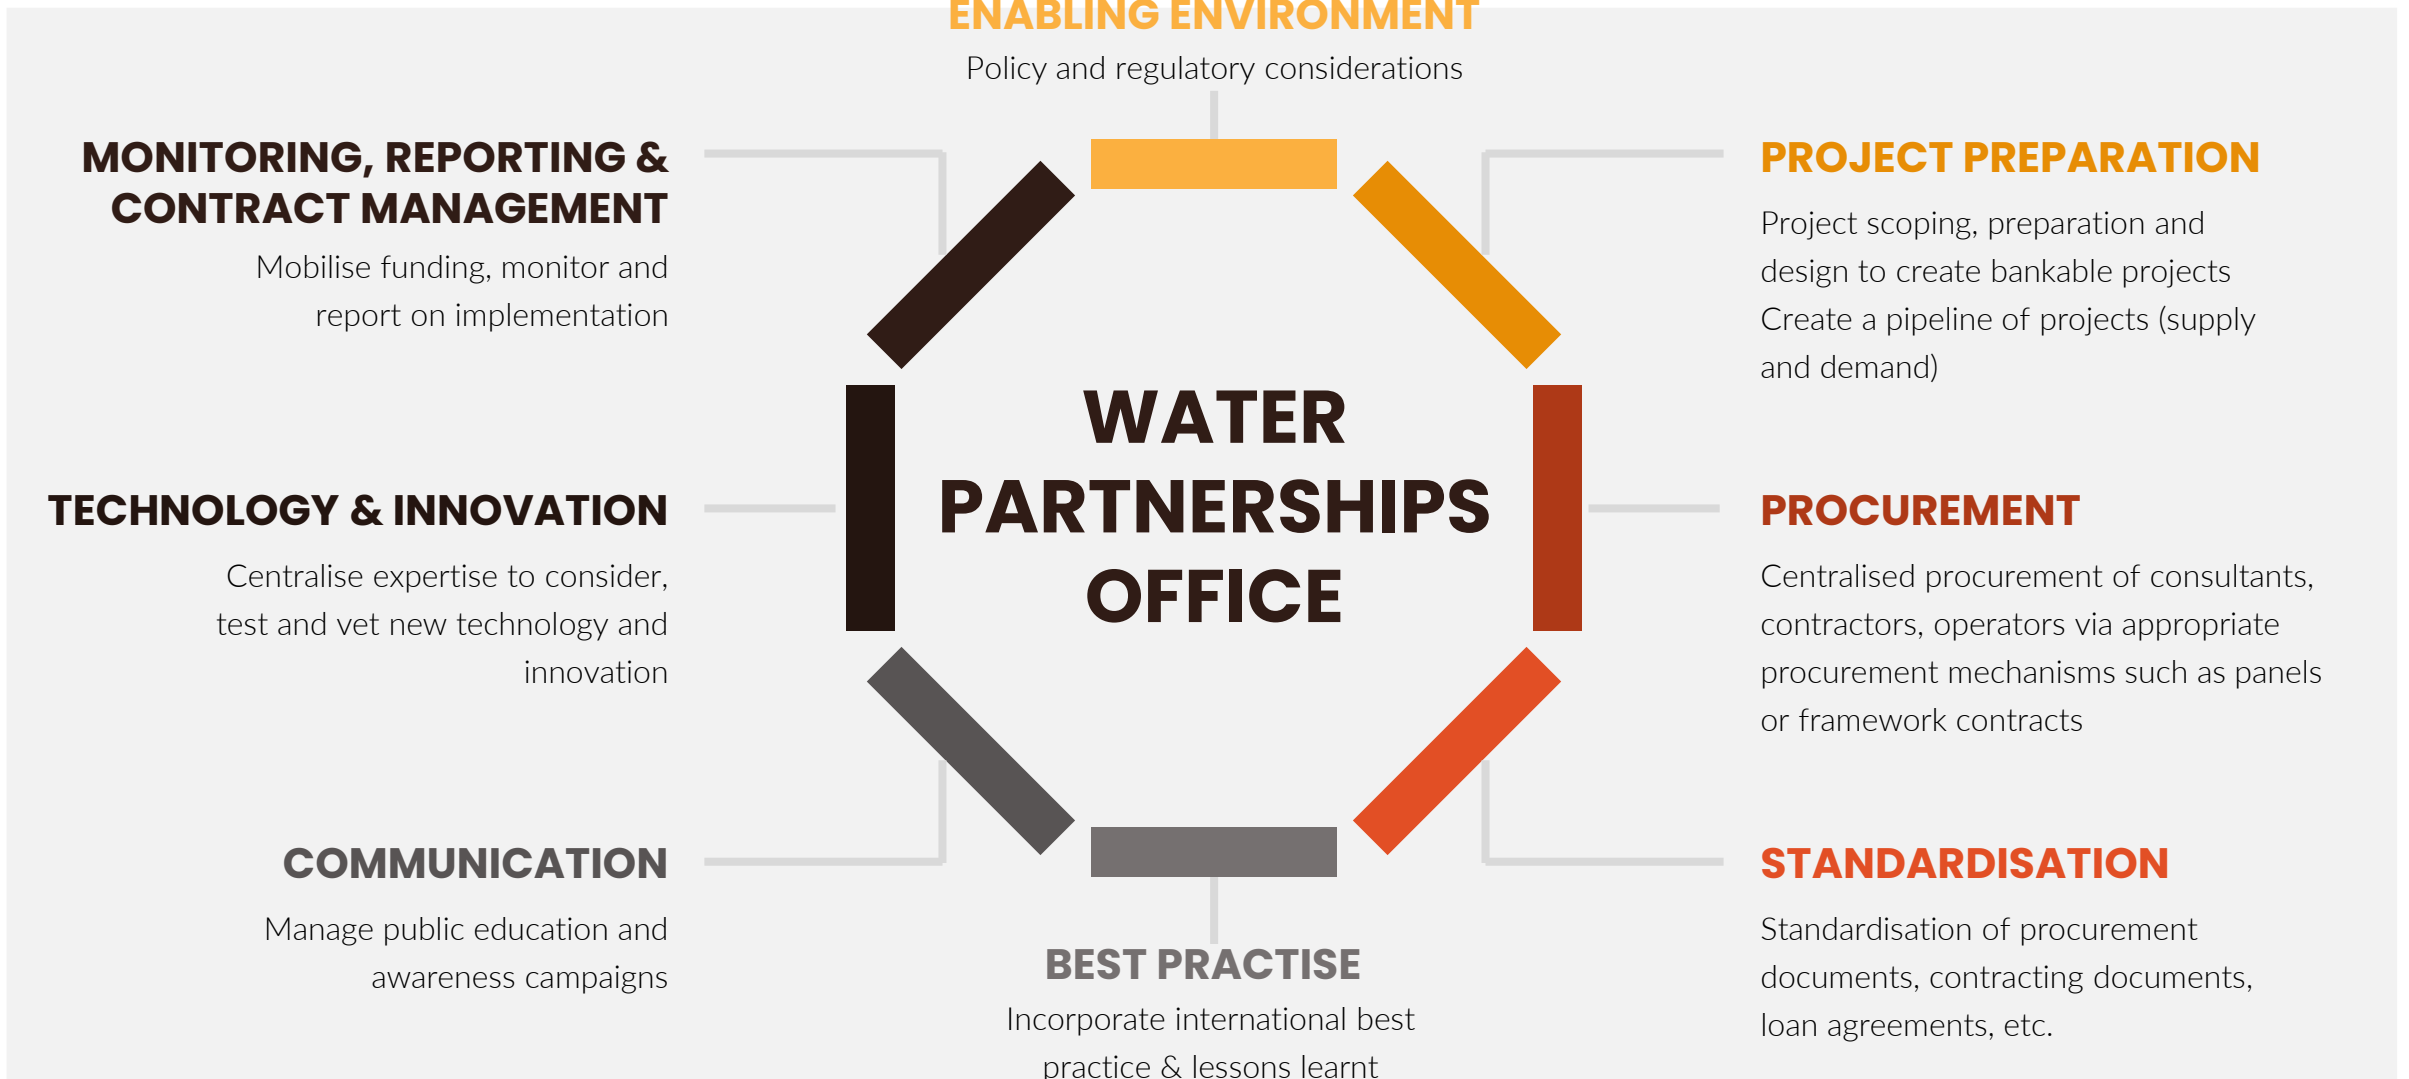 ENABLING ENVIRONMENT
Policy and regulatory considerations
MONITORING, REPORTING &
CONTRACT MANAGEMENT
Mobilise funding, monitor and
report on implementation
PROJECT PREPARATION
Project scoping, preparation and
design to create bankable projects
Create a pipeline of projects (supply
and demand)
WATER
PARTNERSHIPS
OFFICE
TECHNOLOGY & INNOVATION
Centralise expertise to consider,
test and vet new technology and
innovation
PROCUREMENT
Centralised procurement of consultants,
contractors, operators via appropriate
procurement mechanisms such as panels
or framework contracts
COMMUNICATION
Manage public education and
awareness campaigns
BEST PRACTISE
Incorporate international best
practice & lessons learnt
STANDARDISATION
Standardisation of procurement
documents, contracting documents,
loan agreements, etc.